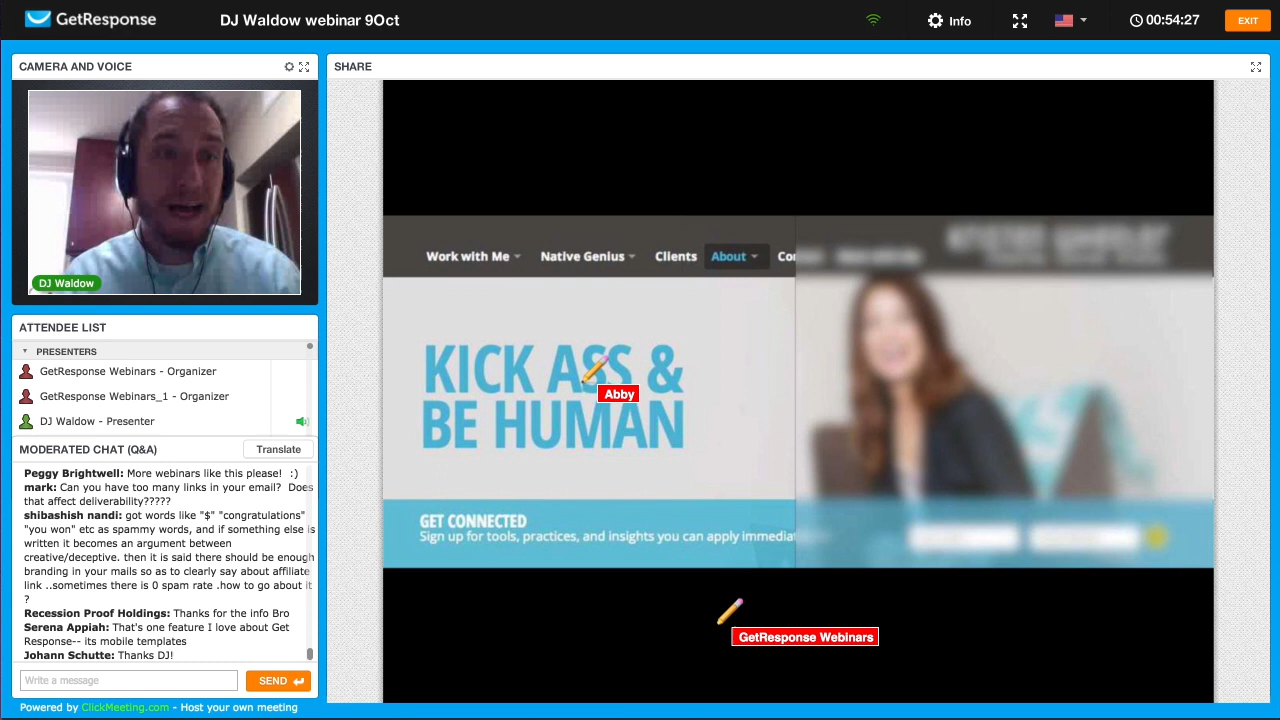 GetResponse
DJ Waldow webinar 9Oct
Info
00:54:27
EXIT
CAMERA AND VOICE
DJ Waldow
ATTENDEE LIST
PRESENTERS
GetResponse Webinars - Organizer
GetResponse Webinars_1 - Organizer
DJ Waldow - Presenter
MODERATED CHAT (Q&A)
Translate
Peggy Brightwell: More webinars like this please!  :)
mark: Can you have too many links in your email?  Does
that affect deliverability?????
shibashish nandi: got words like "$" "congratulations"
"you won" etc as spammy words, and if something else is
written it becomes an argument between
creative/deceptive. then it is said there should be enough
branding in your mails so as to clearly say about affiliate
link ..sometimes there is 0 spam rate .how to go about it
?
Recession Proof Holdings: Thanks for the info Bro
Serena Appiah: That's one feature I love about Get
Response-- its mobile templates
Johann Schutte: Thanks DJ!
Write a message
SEND
Powered by ClickMeeting.com - Host your own meeting
SHARE
Work with Me
Native Genius
Clients
About
KICK ASS &
BE HUMAN
Abby
GET CONNECTED
Sign up for tools, practices, and insights you can apply
GetResponse Webinars